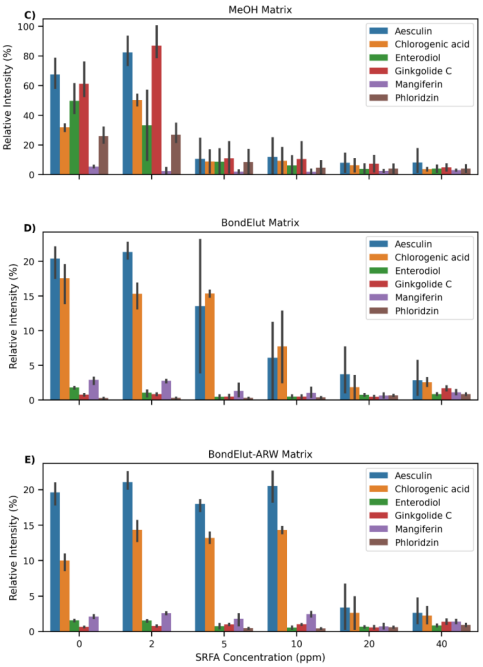 C)
MeOH Matrix
Relative Intensity (%)
100
80
60
40
20
0
Aesculin
Chlorogenic acid
Enterodiol
Ginkgolide C
Mangiferin
Phloridzin
D)
BondElut Matrix
Relative Intensity (%)
20
15
10
5
0
Aesculin
Chlorogenic acid
Enterodiol
Ginkgolide C
Mangiferin
Phloridzin
E)
BondElut-ARW Matrix
Relative Intensity (%)
20
15
10
5
0
Aesculin
Chlorogenic acid
Enterodiol
Ginkgolide C
Mangiferin
Phloridzin
0 2 5 10 20 40
SRFA Concentration (ppm)